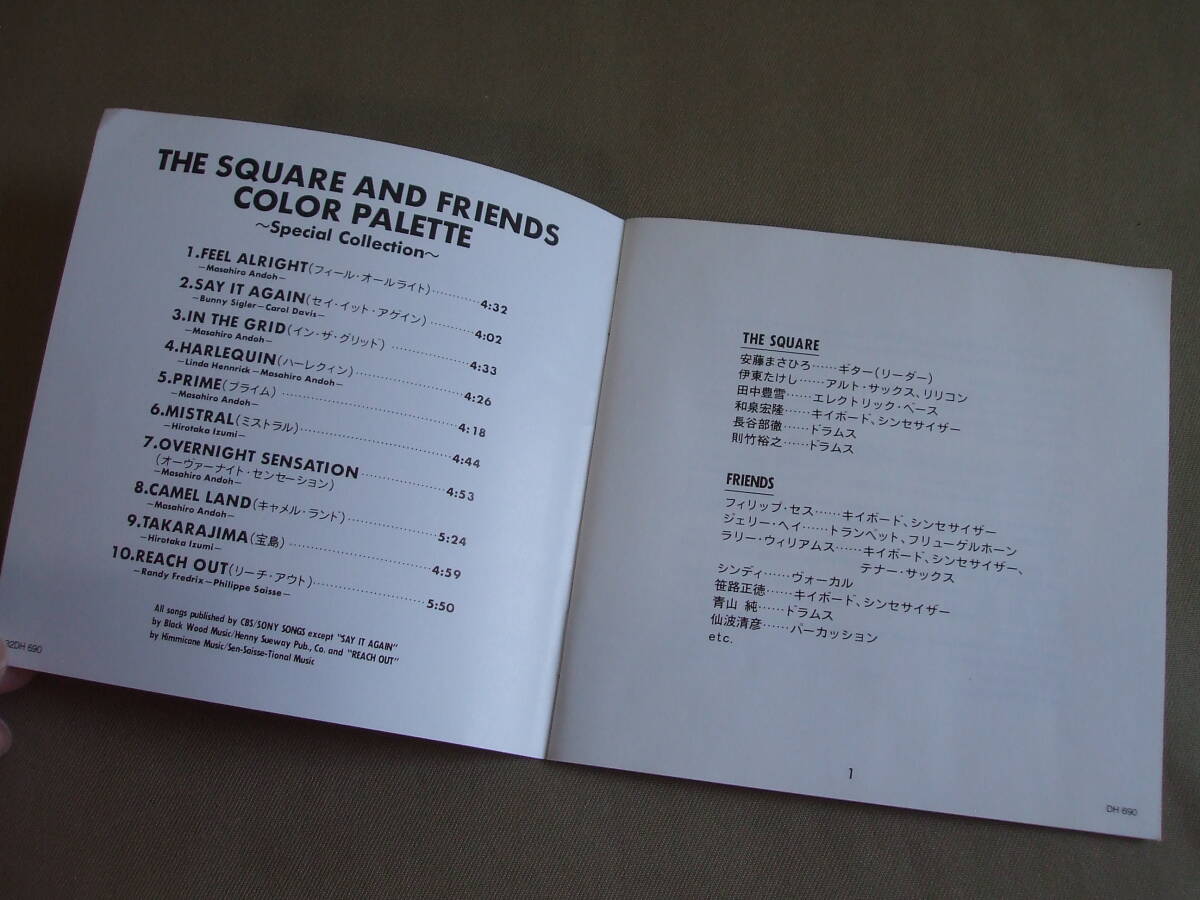 THE SQUARE AND FRIENDS
COLOR PALETTE
～Special Collection～
1.FEEL ALRIGHT(フィール・オールライト)............4:32
－Masahiro Andoh－
2.SAY IT AGAIN(セイ・イット・アゲイン)...........4:02
－Bunny Sigler－Carol Davis－
3.IN THE GRID(イン・ザ・グリッド)....................4:33
－Masahiro Andoh－
4.HARLEQUIN(ハーレクィン)............................4:26
－Linda Hennrick－Masahiro Andoh－
5.PRIME(プライム)..............................................4:18
－Masahiro Andoh－
6.MISTRAL(ミストラル)......................................4:44
－Hirotaka Izumi－
7.OVERNIGHT SENSATION......................4:53
(オーヴァーナイト・センセーション)
－Masahiro Andoh－
8.CAMEL LAND(キャメル・ランド)......................5:24
－Masahiro Andoh－
9.TAKARAJIMA(宝島)....................................4:59
－Hirotaka Izumi－
10.REACH OUT(リーチ・アウト)............................5:50
－Randy Fredrix－Philippe Saisse－
All songs published by CBS/SONY SONGS except "SAY IT AGAIN"
by Black Wood Music/Henny Sueway Pub., Co. and "REACH OUT"
by Himmicane Music/Sen-Saisse-Tional Music
32DH 690
THE SQUARE
安藤まさひろ……ギター(リーダー)
伊東たけし……アルト・サックス、リリコン
田中豊雪……エレクトリック・ベース
和泉宏隆……キイボード、シンセサイザー
長谷部徹……ドラムス
則竹裕之……ドラムス
FRIENDS
フィリップ・セス……キイボード、シンセサイザー
ジェリー・ヘイ……トランペット、フリューゲルホーン
ラリー・ウィリアムス……キイボード、シンセサイザー、
テナー・サックス
シンディ……ヴォーカル
笹路正徳……キイボード、シンセサイザー
青山 純……ドラムス
仙波清彦……パーカッション
etc.
1
DH 690